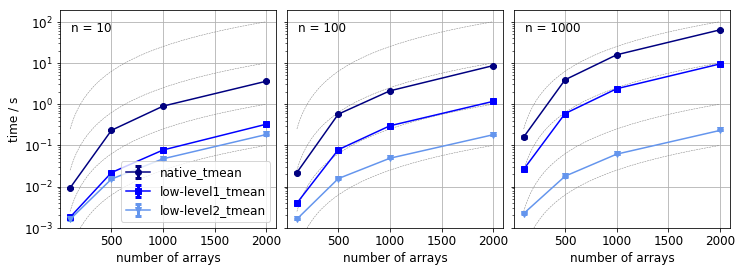 n = 10
n = 100
n = 1000
10²
10¹
10⁰
10⁻¹
10⁻²
10⁻³
time / s
native_tmean
low-level1_tmean
low-level2_tmean
500 1000 1500 2000
500 1000 1500 2000
500 1000 1500 2000
number of arrays
number of arrays
number of arrays